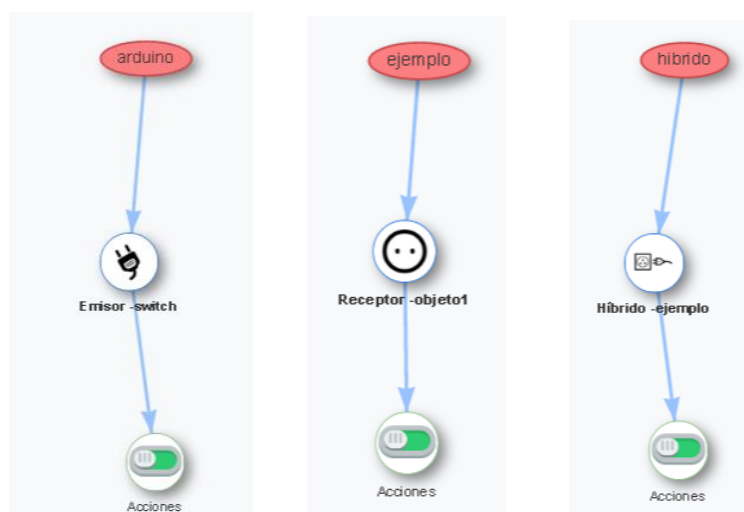 arduino
Emisor -switch
Acciones
ejemplo
Receptor -objeto1
Acciones
hibrido
Híbrido -ejemplo
Acciones